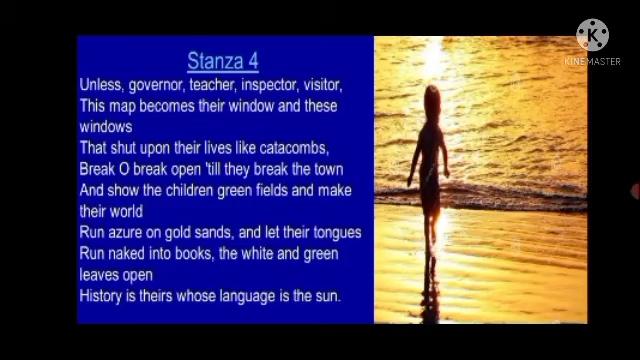 Stanza 4
Unless, governor, teacher, inspector, visitor,
This map becomes their window and these
windows
That shut upon their lives like catacombs,
Break O break open 'till they break the town
And show the children green fields and make
their world
Run azure on gold sands, and let their tongues
Run naked into books, the white and green
leaves open
History is theirs whose language is the sun.
KINEMASTER